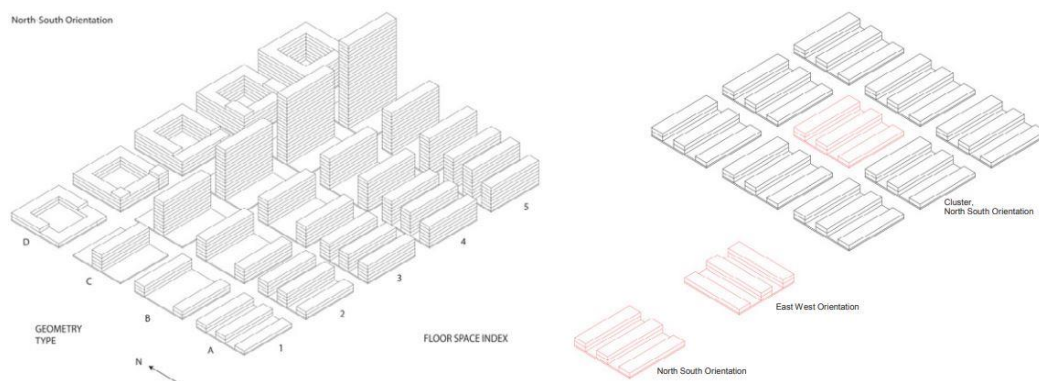 North South Orientation
D
C
B
A
1
2
3
4
5
GEOMETRY
TYPE
FLOOR SPACE INDEX
N
Cluster,
North South Orientation
East West Orientation
North South Orientation